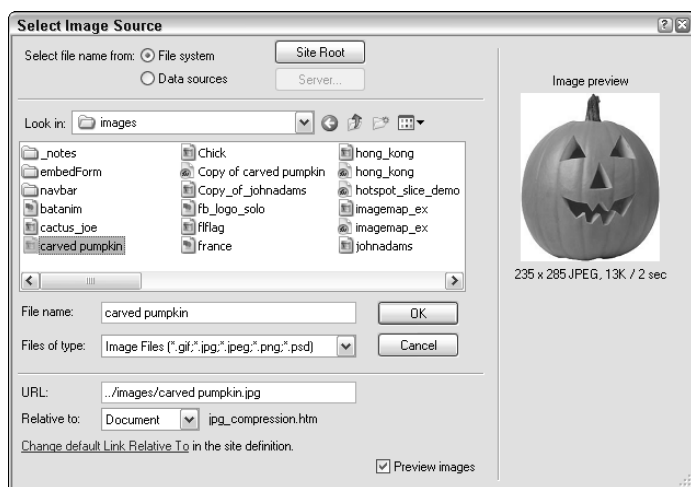 Select Image Source
Select file name from: File system
Site Root
Data sources
Server...
Image preview
Look in: images
_notes
embedForm
navbar
batanim
cactus_joe
carved pumpkin
Chick
Copy of carved pumpkin
Copy_of_johnadams
fb_logo_solo
flflag
france
hong_kong
hong_kong
hotspot_slice_demo
imagemap_ex
imagemap_ex
johnadams
235 x 285 JPEG, 13K / 2 sec
File name: carved pumpkin
OK
Files of type: Image Files (*.gif;*.jpg;*.jpeg;*.png;*.psd)
Cancel
URL: ../images/carved pumpkin.jpg
Relative to: Document jpg_compression.htm
Change default Link Relative To in the site definition.
Preview images